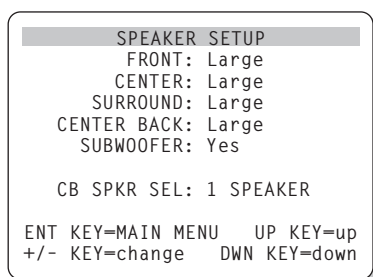 SPEAKER SETUP
FRONT: Large
CENTER: Large
SURROUND: Large
CENTER BACK: Large
SUBWOOFER: Yes
CB SPKR SEL: 1 SPEAKER
ENT KEY=MAIN MENU UP KEY=up
+/- KEY=change DWN KEY=down